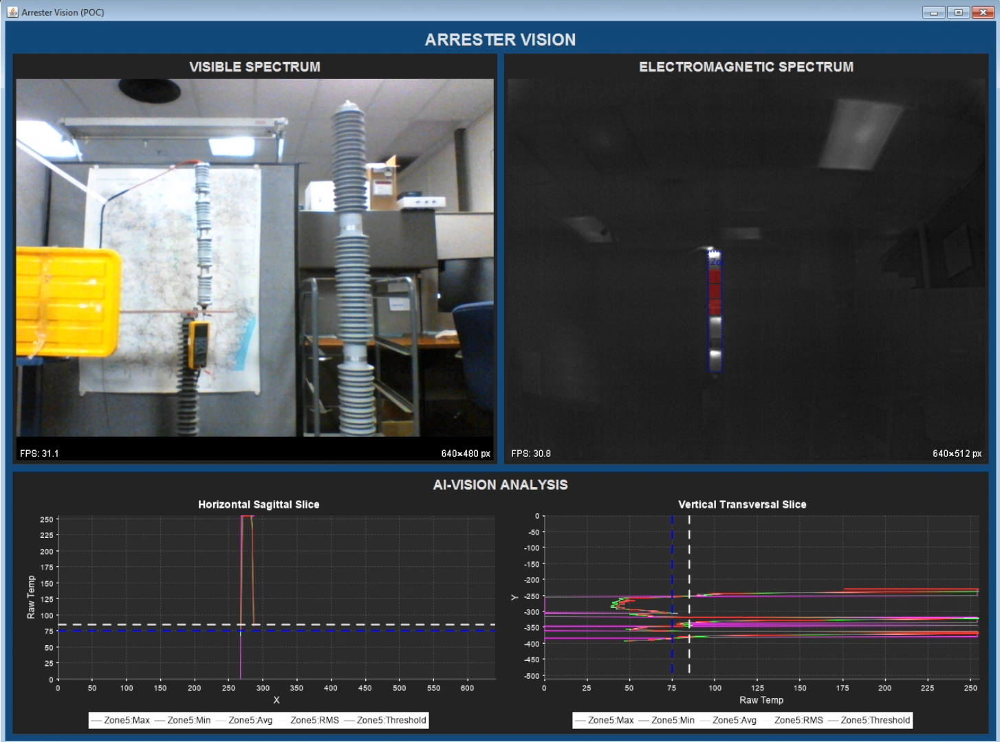 Arrester Vision (POC)
ARRESTER VISION
VISIBLE SPECTRUM
FPS: 31.1
640×480 px
ELECTROMAGNETIC SPECTRUM
Zo
FPS: 30.8
640×512 px
AI-VISION ANALYSIS
Horizontal Sagittal Slice
Raw Temp
250
225
200
175
150
125
100
75
50
25
0
0 50 100 150 200 250 300 350 400 450 500 550 600
X
Zone5:Max Zone5:Min Zone5:Avg Zone5:RMS Zone5:Threshold
Vertical Transversal Slice
Y
0
-50
-100
-150
-200
-250
-300
-350
-400
-450
-500
0 25 50 75 100 125 150 175 200 225 250
Raw Temp
Zone5:Max Zone5:Min Zone5:Avg Zone5:RMS Zone5:Threshold